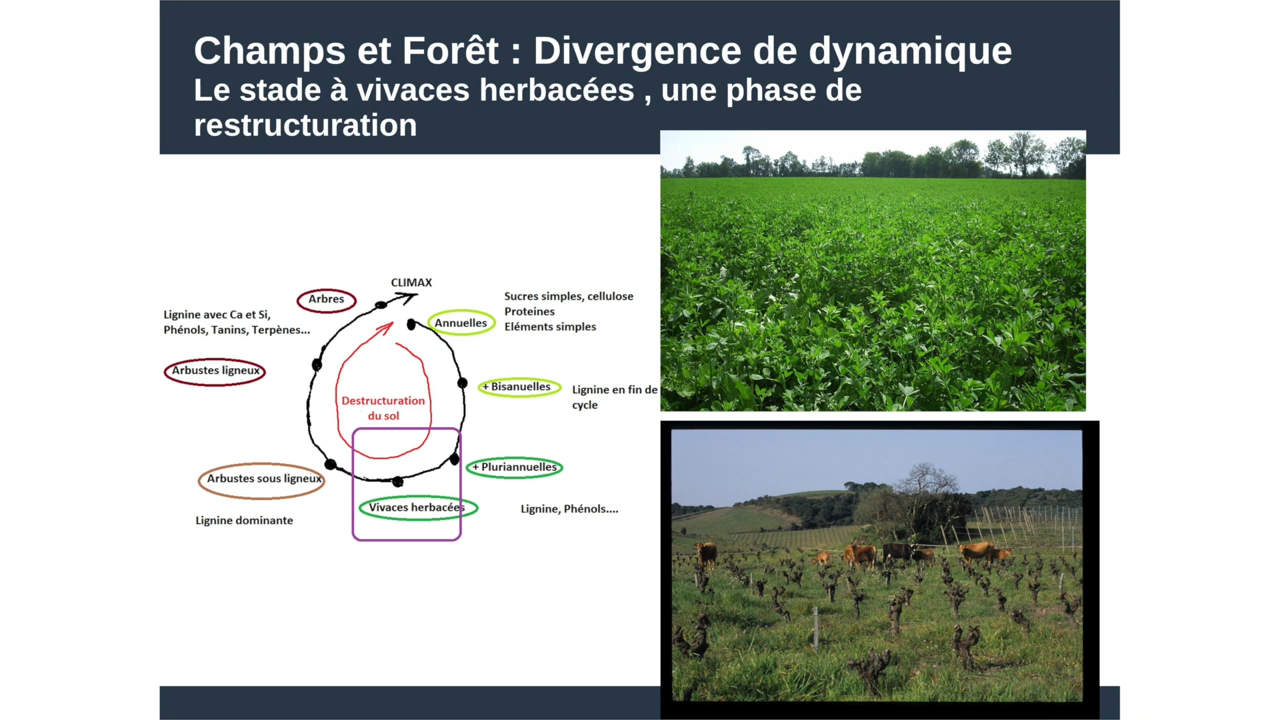 Champs et Forêt : Divergence de dynamique
Le stade à vivaces herbacées , une phase de
restructuration
CLIMAX
Arbres
Lignine avec Ca et Si,
Phénols, Tanins, Terpènes...
Sucres simples, cellulose
Proteines
Eléments simples
Annuelles
Arbustes ligneux
+ Bisanuelles
Lignine en fin de
cycle
Destructuration
du sol
+ Pluriannuelles
Arbustes sous ligneux
Vivaces herbacées
Lignine, Phénols....
Lignine dominante